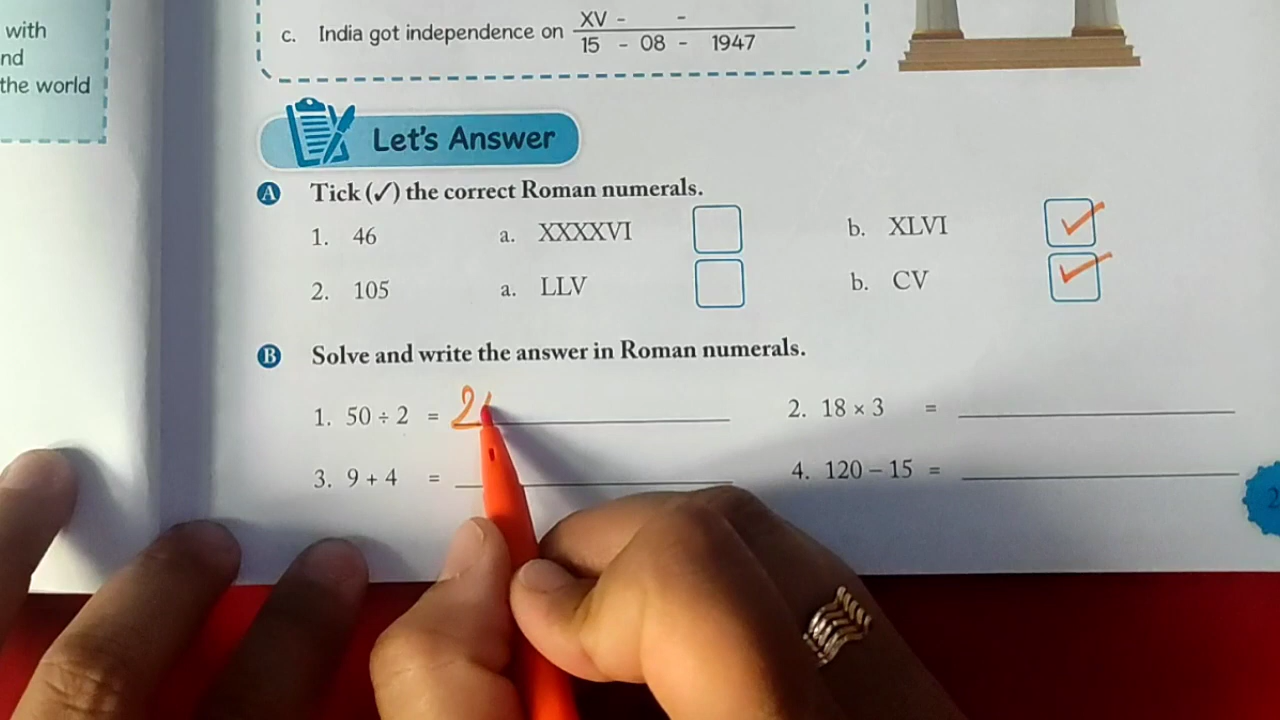 with
nd
the world
c. India got independence on XV - -
15 - 08 - 1947
Let's Answer
A Tick (✓) the correct Roman numerals.
1. 46 a. XXXXVI b. XLVI ✓
2. 105 a. LLV b. CV ✓
B Solve and write the answer in Roman numerals.
1. 50 ÷ 2 = 2
2. 18 × 3 =
3. 9 + 4 =
4. 120 – 15 =